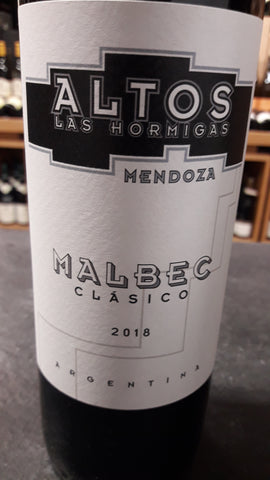 ALTOS
LAS HORMIGAS
MENDOZA
MALBEC
CLÁSICO
2018
ARGENTINA